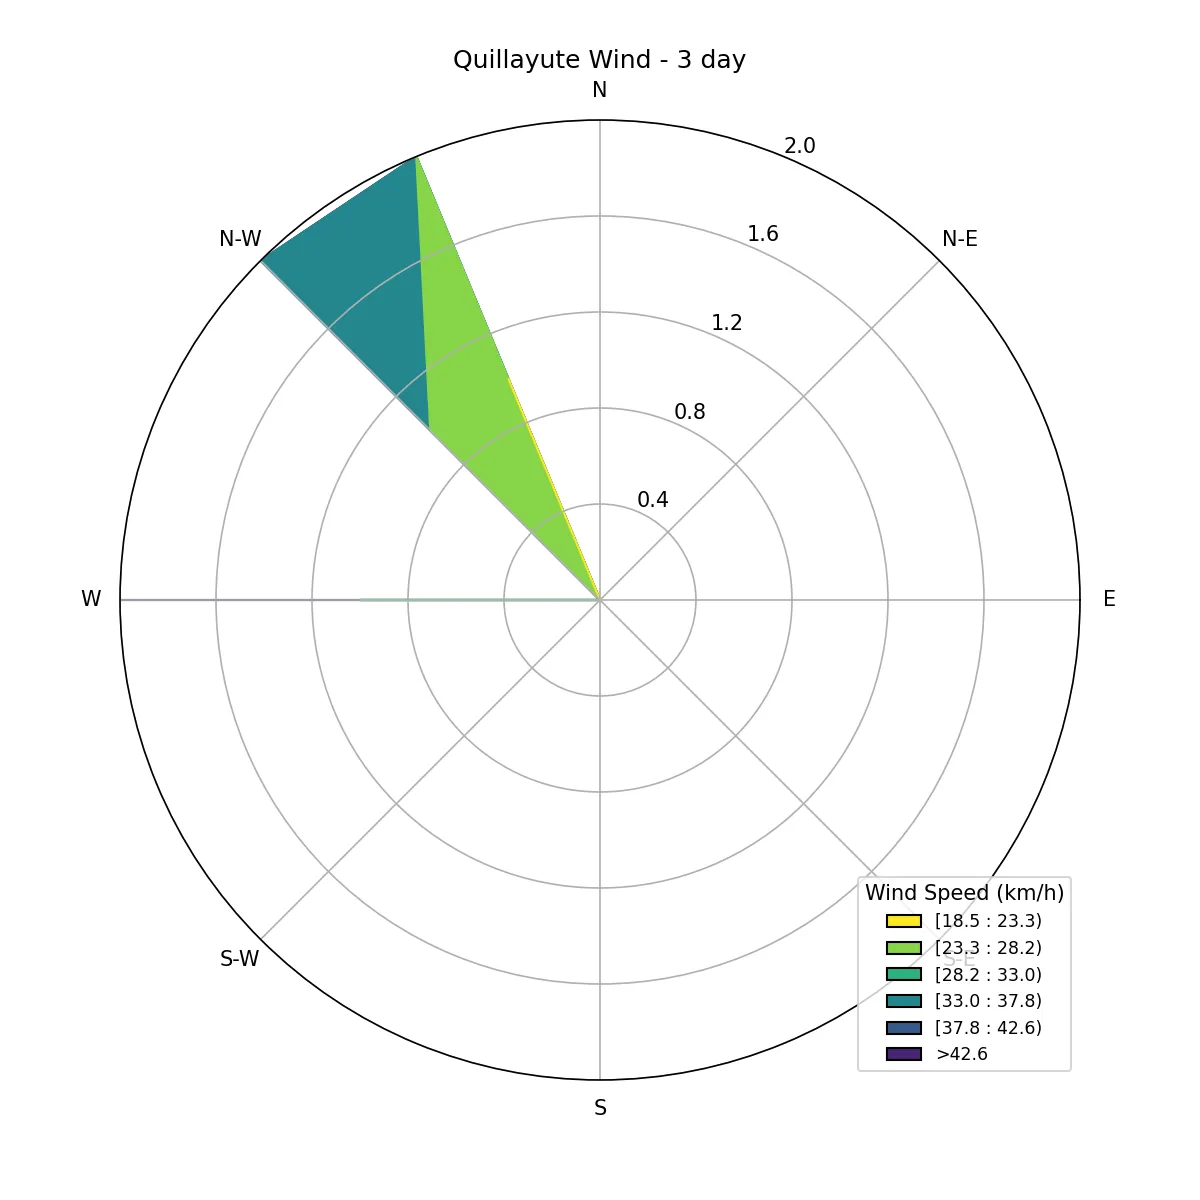 Quillayute Wind - 3 day
N
2.0
N-W
N-E
1.6
1.2
0.8
0.4
W
E
Wind Speed (km/h)
[18.5 : 23.3)
[23.3 : 28.2)
S-W
S-E
[28.2 : 33.0)
[33.0 : 37.8)
[37.8 : 42.6)
>42.6
S